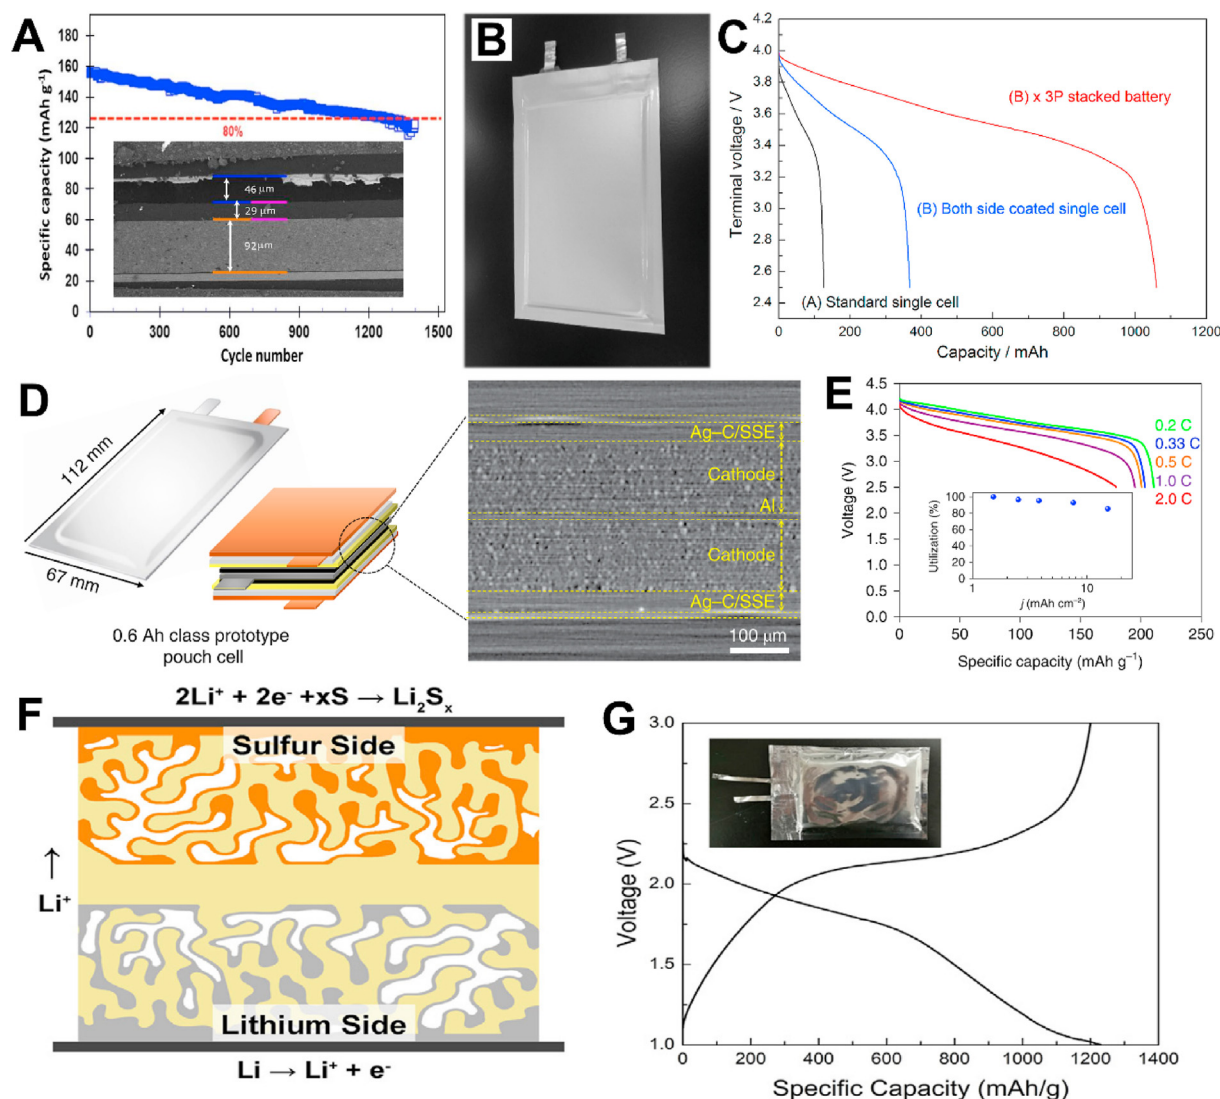 A
Specific capacity (mAh g⁻¹)
180
160
140
120
100
80
60
40
20
0
80%
46 μm
29 μm
92μm
0 300 600 900 1200 1500
Cycle number
B
C
Terminal voltage / V
4.2
4.0
3.8
3.6
3.4
3.2
3.0
2.8
2.6
2.4
(B) x 3P stacked battery
(B) Both side coated single cell
(A) Standard single cell
0 200 400 600 800 1000 1200
Capacity / mAh
D
112 mm
67 mm
0.6 Ah class prototype
pouch cell
Ag–C/SSE
Cathode
Al
Cathode
Ag–C/SSE
100 μm
E
Voltage (V)
4.5
4.0
3.5
3.0
2.5
2.0
1.5
1.0
0.5
0.0
0.2 C
0.33 C
0.5 C
1.0 C
2.0 C
Utilization (%)
100
80
60
40
20
0
1 10
j (mAh cm⁻²)
0 50 100 150 200 250
Specific capacity (mAh g⁻¹)
F
2Li⁺ + 2e⁻ +xS → Li₂Sₓ
Sulfur Side
↑
Li⁺
Lithium Side
Li → Li⁺ + e⁻
G
Voltage (V)
3.0
2.5
2.0
1.5
1.0
0 200 400 600 800 1000 1200 1400
Specific Capacity (mAh/g)